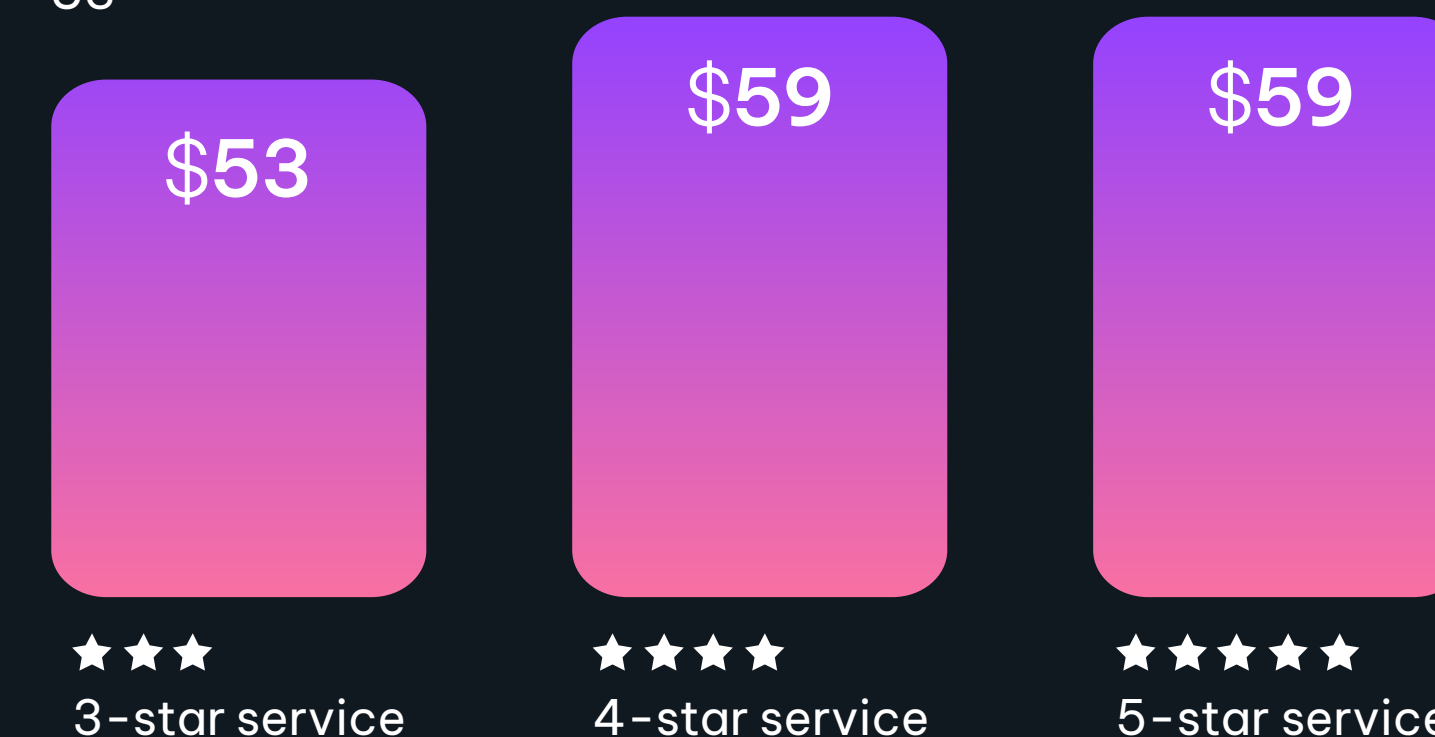 $53
$59
$59
3-star service
4-star service
5-star service